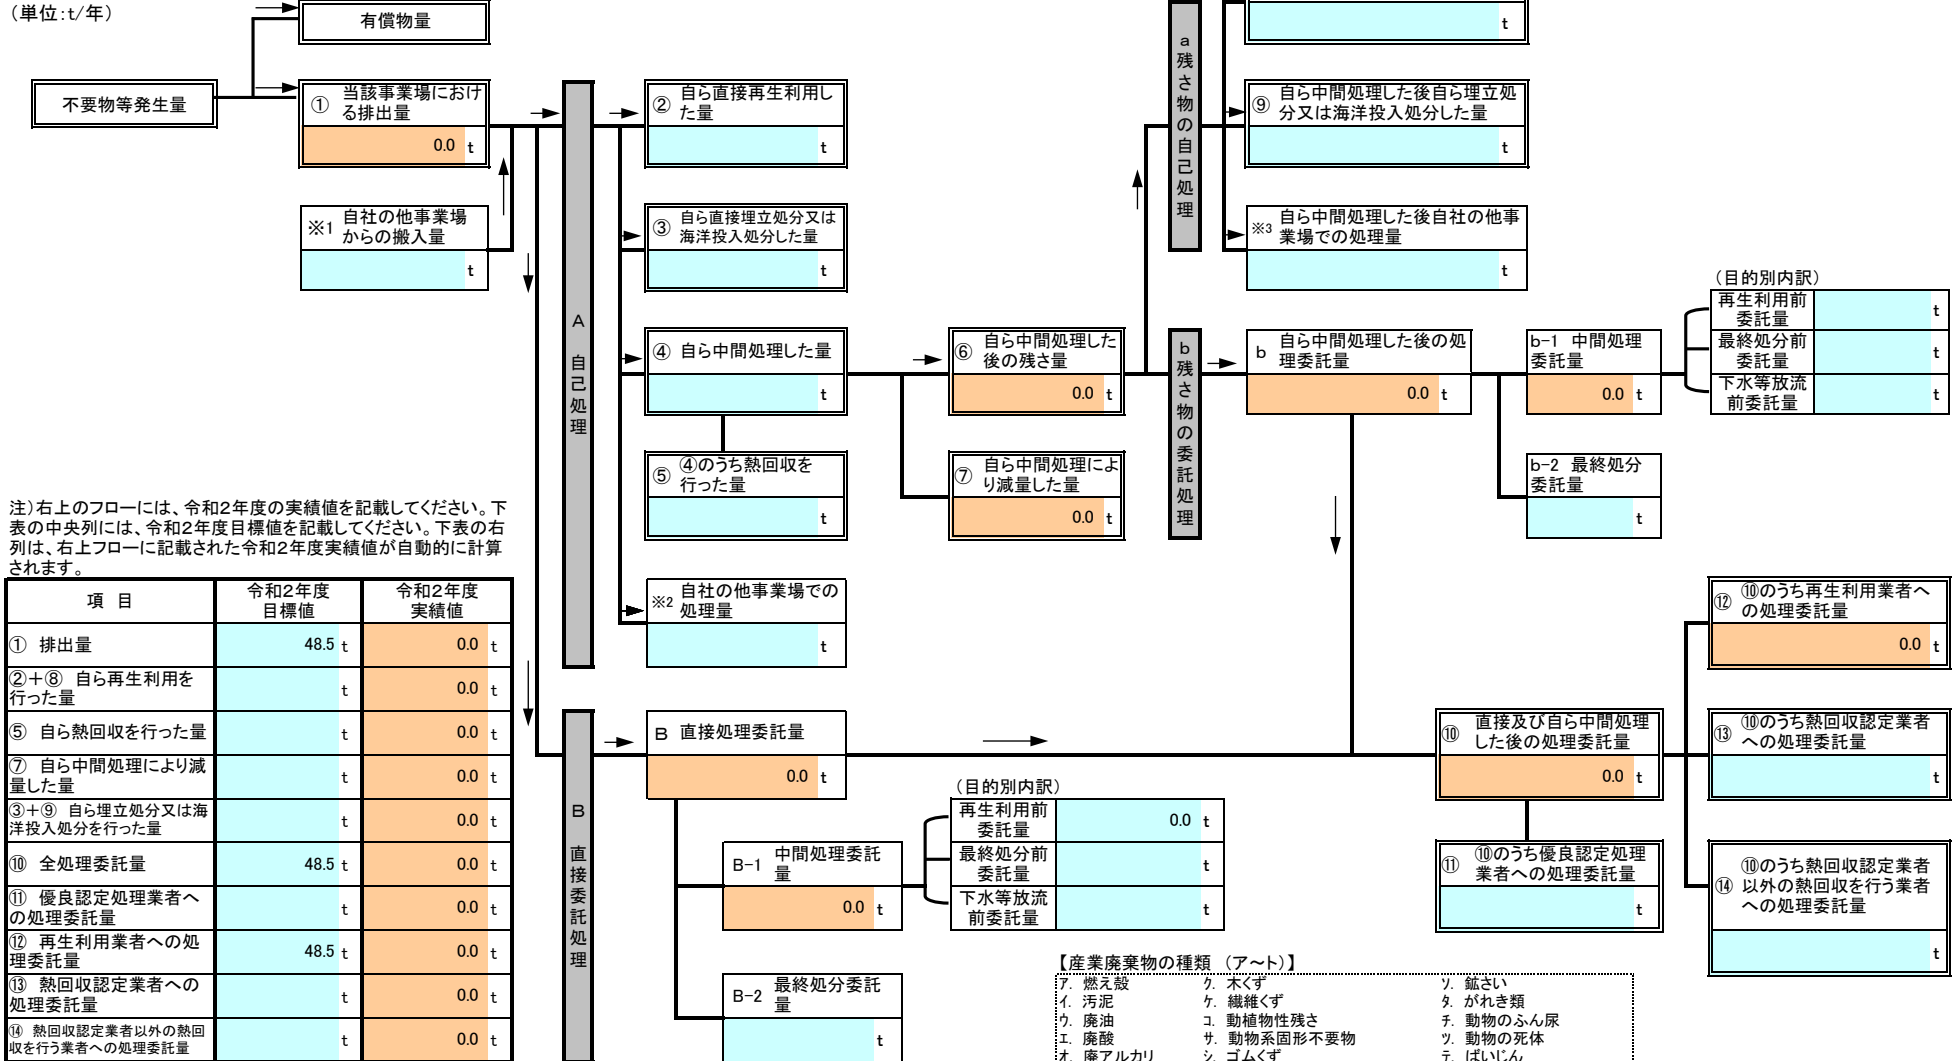 (単位:t/年)
有償物量
不要物等発生量
① 当該事業場におけ
る排出量
0.0 t
※1 自社の他事業場
からの搬入量
t
A 自己処理
② 自ら直接再生利用し
た量
t
③ 自ら直接埋立処分又は
海洋投入処分した量
t
④ 自ら中間処理した量
t
⑤ ④のうち熱回収を
行った量
t
※2 自社の他事業場での
処理量
t
⑥ 自ら中間処理した
後の残さ量
0.0 t
⑦ 自ら中間処理によ
り減量した量
0.0 t
a残さ物の自己処理
t
⑨ 自ら中間処理した後自ら埋立処
分又は海洋投入処分した量
t
※3 自ら中間処理した後自社の他事
業場での処理量
t
b残さ物の委託処理
b 自ら中間処理した後の処
理委託量
0.0 t
b-1 中間処理
委託量
0.0 t
b-2 最終処分
委託量
t
(目的別内訳)
再生利用前
委託量
t
最終処分前
委託量
t
下水等放流
前委託量
t
注)右上のフローには、令和2年度の実績値を記載してください。下
表の中央列には、令和2年度目標値を記載してください。下表の右
列は、右上フローに記載された令和2年度実績値が自動的に計算
されます。
項 目 令和2年度 令和2年度
目標値 実績値
① 排出量 48.5 t 0.0 t
②+⑧ 自ら再生利用を
行った量 t 0.0 t
⑤ 自ら熱回収を行った量 t 0.0 t
⑦ 自ら中間処理により減
量した量 t 0.0 t
③+⑨ 自ら埋立処分又は海
洋投入処分を行った量 t 0.0 t
⑩ 全処理委託量 48.5 t 0.0 t
⑪ 優良認定処理業者へ
の処理委託量 t 0.0 t
⑫ 再生利用業者への処
理委託量 48.5 t 0.0 t
⑬ 熱回収認定業者への
処理委託量 t 0.0 t
⑭ 熱回収認定業者以外の熱回
収を行う業者への処理委託量 t 0.0 t
B 直接委託処理
B 直接処理委託量
0.0 t
B-1 中間処理委託
量
0.0 t
B-2 最終処分委託
量
t
(目的別内訳)
再生利用前
委託量
0.0 t
最終処分前
委託量
t
下水等放流
前委託量
t
⑩ 直接及び自ら中間処理
した後の処理委託量
0.0 t
⑪ ⑩のうち優良認定処理
業者への処理委託量
t
⑫ ⑩のうち再生利用業者へ
の処理委託量
0.0 t
⑬ ⑩のうち熱回収認定業者
への処理委託量
t
⑭ ⑩のうち熱回収認定業者
以外の熱回収を行う業者
への処理委託量
t
【産業廃棄物の種類 (ア~ト)】
ア. 燃え殻 ク. 木くず ソ. 鉱さい
イ. 汚泥 ケ. 繊維くず タ. がれき類
ウ. 廃油 コ. 動植物性残さ チ. 動物のふん尿
エ. 廃酸 サ. 動物系固形不要物 ツ. 動物の死体
オ. 廃アルカリ シ. ゴムくず テ. ばいじん